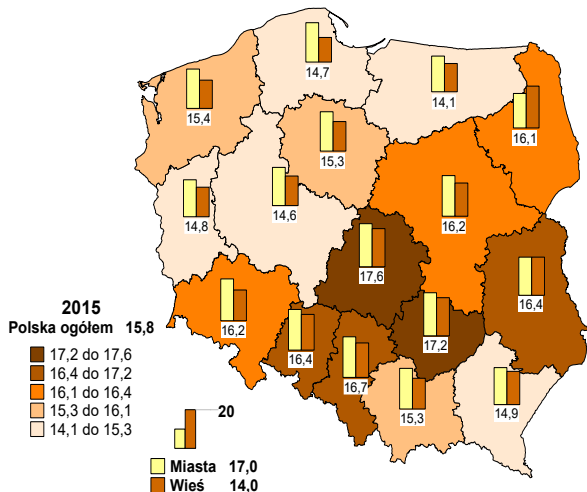 14,7
14,1
15,4
16,1
15,3
14,8
14,6
16,2
17,6
16,4
16,2
17,2
16,4
16,7
15,3
14,9
2015
Polska ogółem 15,8
17,2 do 17,6
16,4 do 17,2
16,1 do 16,4
15,3 do 16,1
14,1 do 15,3
20
Miasta 17,0
Wieś 14,0